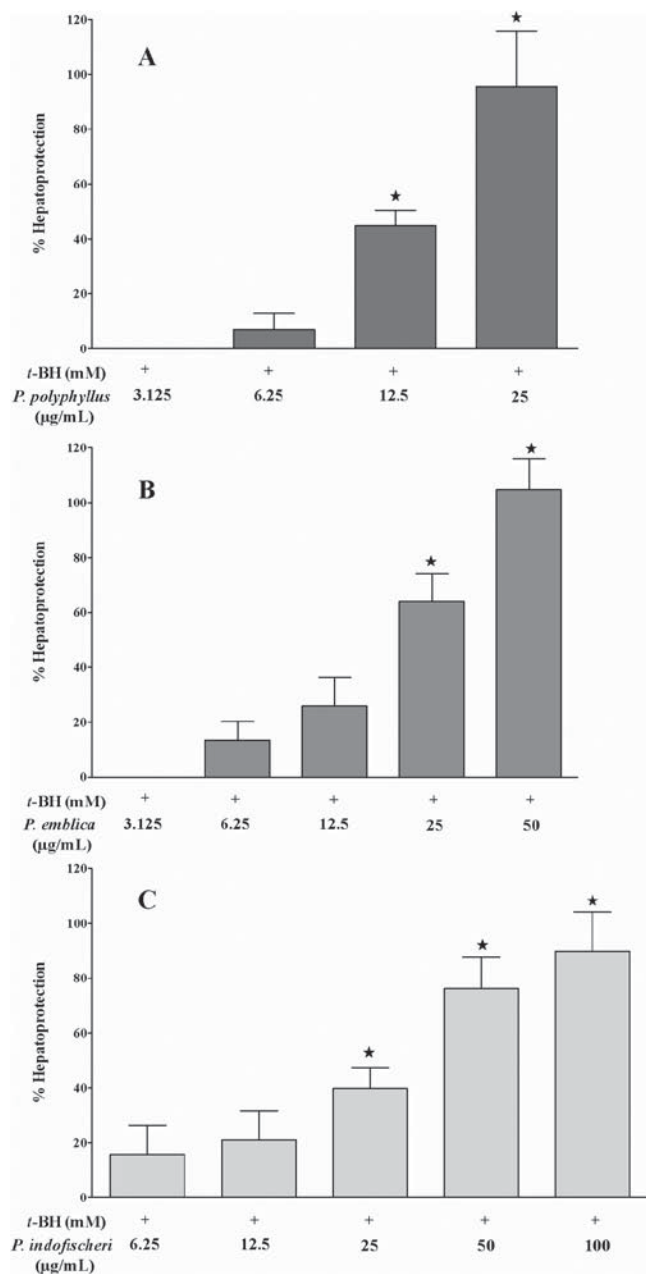 120
100
80
60
40
20
0
% Hepatoprotection
A
★
★
t-BH (mM) + + + +
P. polyphyllus 3.125 6.25 12.5 25
(μg/mL)
120
100
80
60
40
20
0
% Hepatoprotection
B
★
★
t-BH (mM) + + + + +
P. emblica 3.125 6.25 12.5 25 50
(μg/mL)
120
100
80
60
40
20
0
% Hepatoprotection
C
★
★
★
t-BH (mM) + + + + +
P. indofischeri 6.25 12.5 25 50 100
(μg/mL)